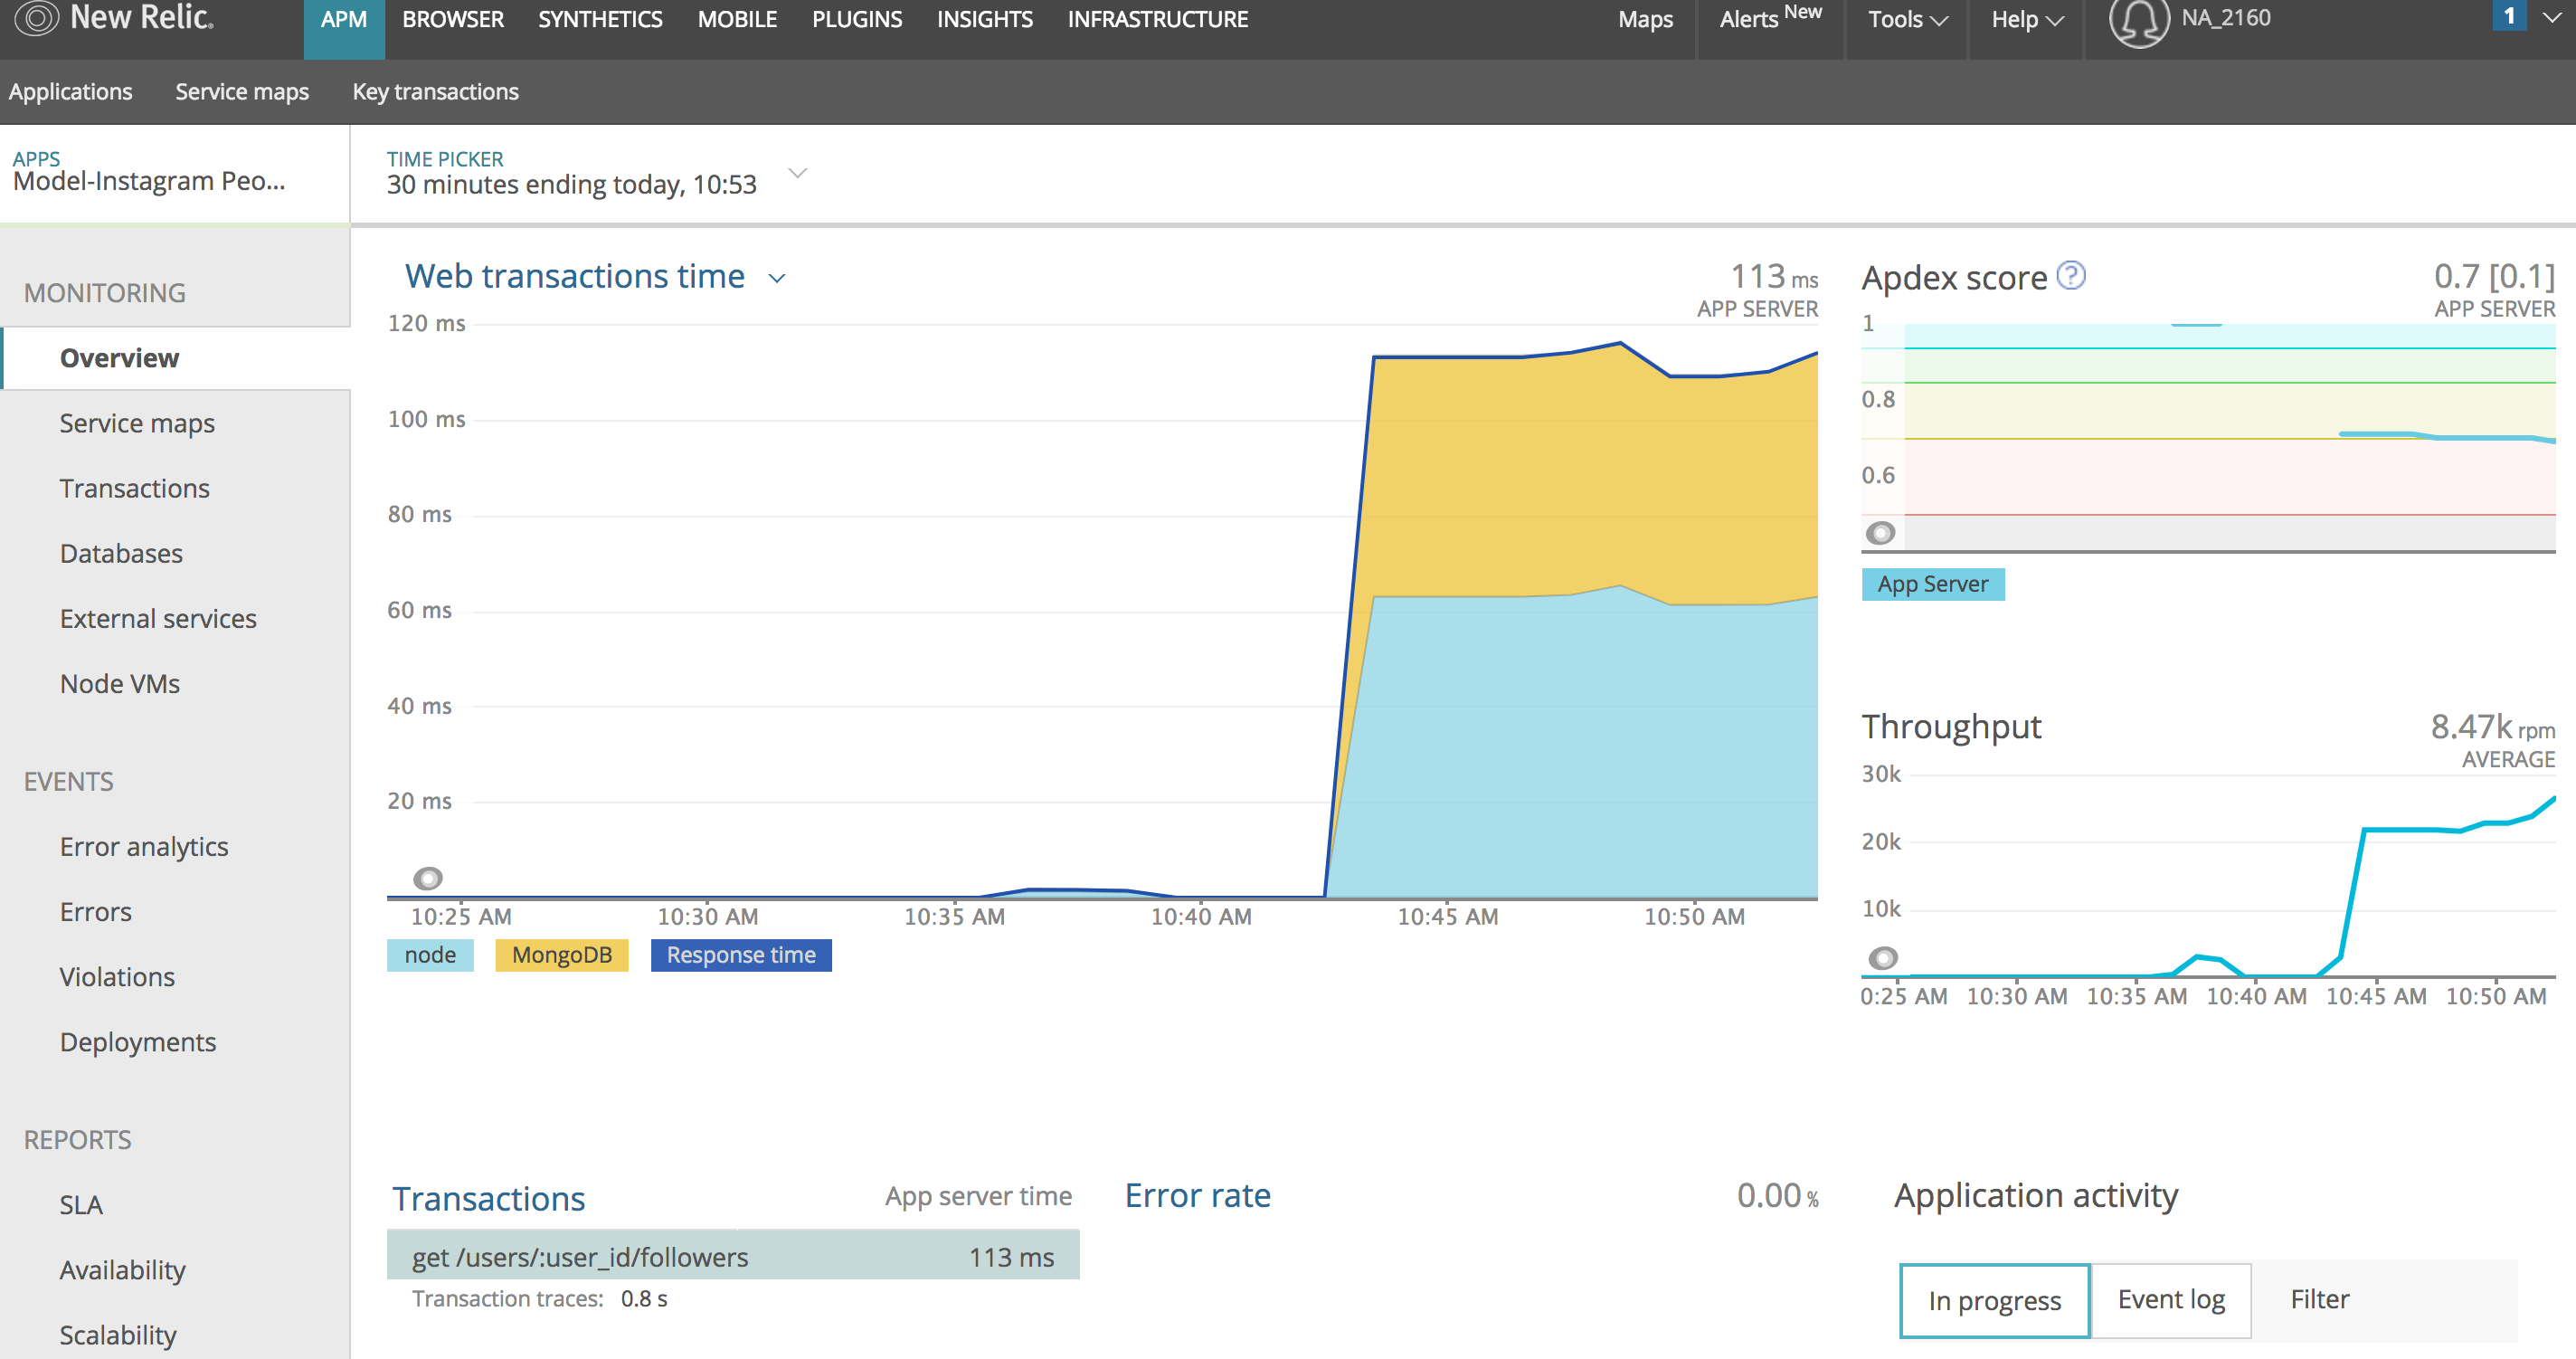 New Relic.
APM BROWSER SYNTHETICS MOBILE PLUGINS INSIGHTS INFRASTRUCTURE Maps Alerts New Tools Help NA_2160 1
Applications Service maps Key transactions
APPS
Model-Instagram Peo...
TIME PICKER
30 minutes ending today, 10:53
MONITORING
Overview
Service maps
Transactions
Databases
External services
Node VMs
EVENTS
Error analytics
Errors
Violations
Deployments
REPORTS
SLA
Availability
Scalability
Web transactions time
113 ms
APP SERVER
120 ms
100 ms
80 ms
60 ms
40 ms
20 ms
10:25 AM 10:30 AM 10:35 AM 10:40 AM 10:45 AM 10:50 AM
node MongoDB Response time
Apdex score ?
0.7 [0.1]
APP SERVER
1
0.8
0.6
App Server
Throughput
8.47k rpm
AVERAGE
30k
20k
10k
0:25 AM 10:30 AM 10:35 AM 10:40 AM 10:45 AM 10:50 AM
Transactions App server time
get /users/:user_id/followers 113 ms
Transaction traces: 0.8 s
Error rate 0.00 %
Application activity
In progress Event log Filter